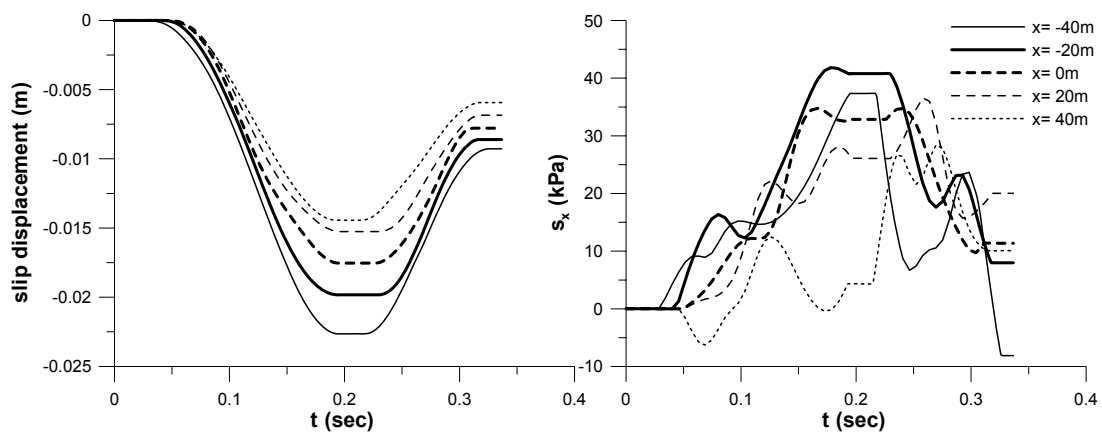 0
-0.005
-0.01
-0.015
-0.02
-0.025
slip displacement (m)
0
0.1
0.2
0.3
0.4
t (sec)
50
40
30
20
10
0
-10
sx (kPa)
0
0.1
0.2
0.3
0.4
t (sec)
x= -40m
x= -20m
x= 0m
x= 20m
x= 40m